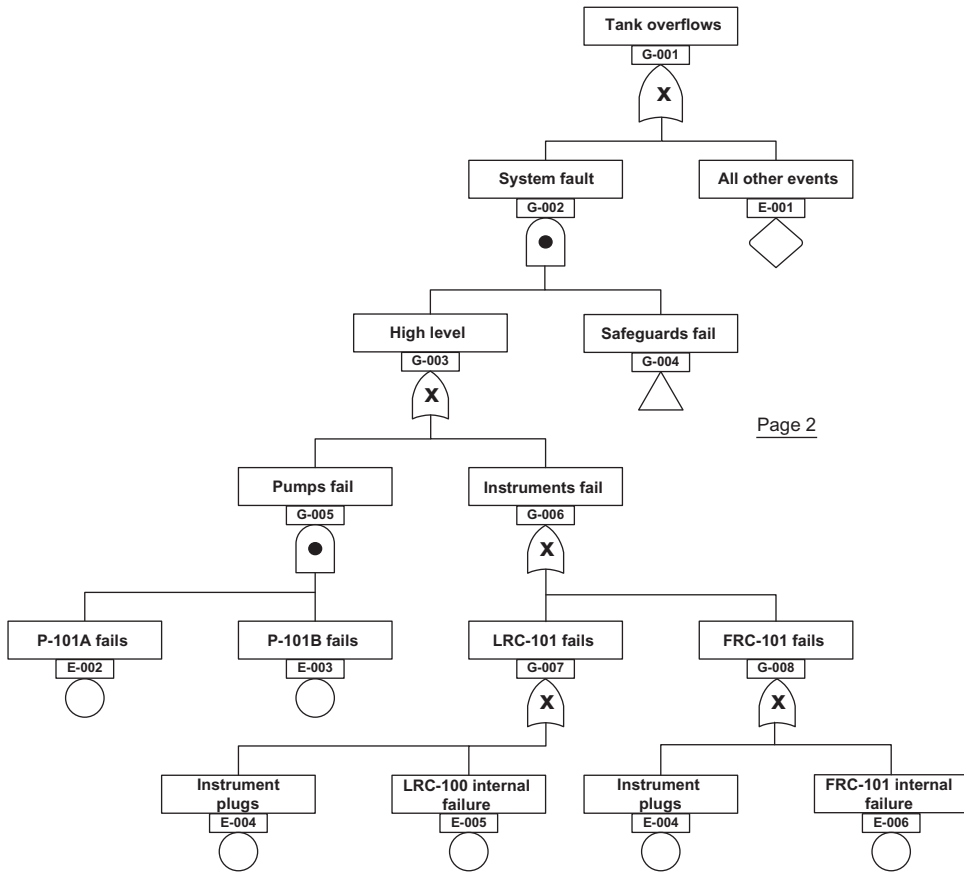 Tank overflows
G-001
X
System fault
G-002
All other events
E-001
High level
G-003
X
Safeguards fail
G-004
Page 2
Pumps fail
G-005
Instruments fail
G-006
X
P-101A fails
E-002
P-101B fails
E-003
LRC-101 fails
G-007
X
FRC-101 fails
G-008
X
Instrument
plugs
E-004
LRC-100 internal
failure
E-005
Instrument
plugs
E-004
FRC-101 internal
failure
E-006